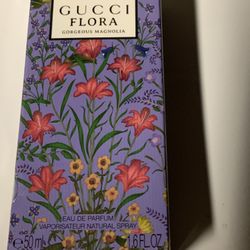 GUCCI
FLORA
GORGEOUS MAGNOLIA
EAU DE PARFUM
VAPORISATEUR NATURAL SPRAY
℮50 ml 1.6 FL.OZ